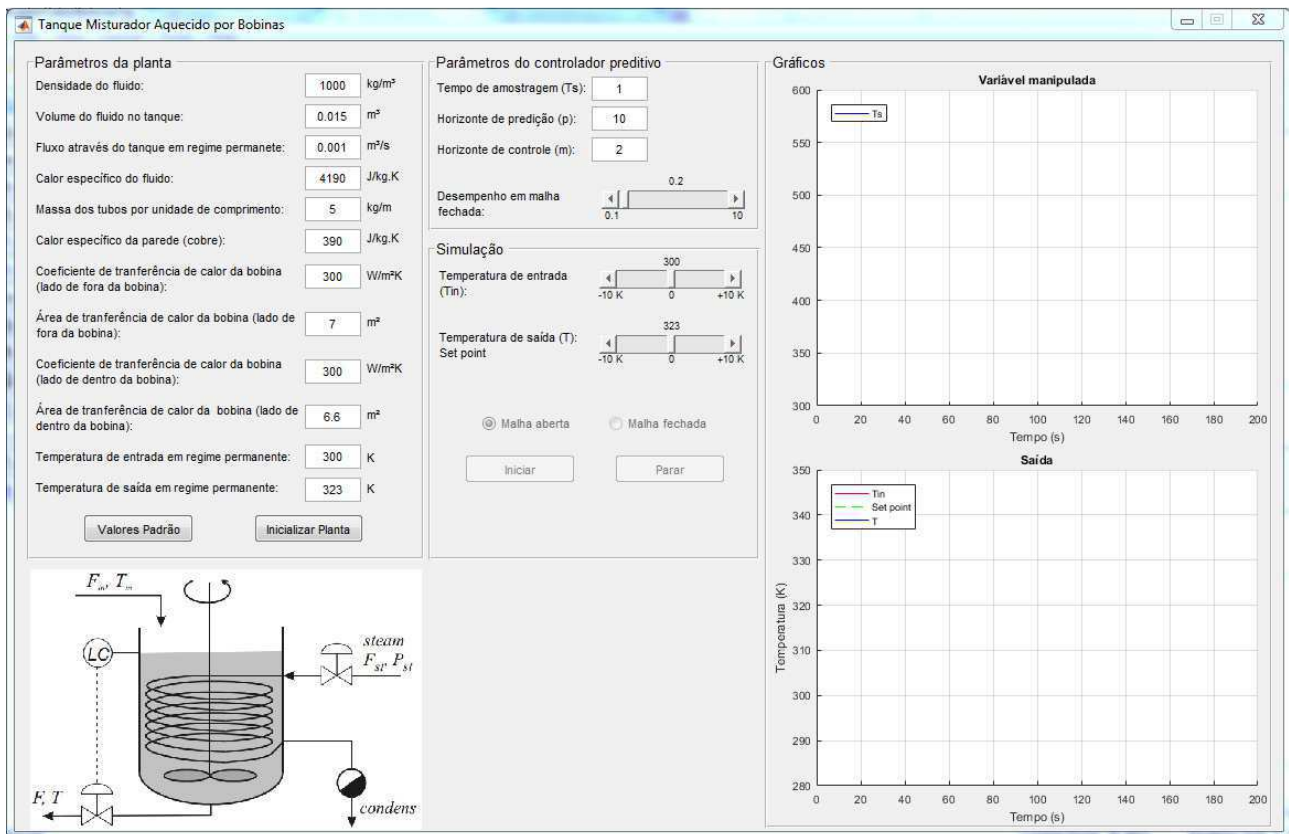 Tanque Misturador Aquecido por Bobinas
Parâmetros da planta
Densidade do fluido: 1000 kg/m³
Volume do fluido no tanque: 0.015 m³
Fluxo através do tanque em regime permanete: 0.001 m³/s
Calor específico do fluido: 4190 J/kg.K
Massa dos tubos por unidade de comprimento: 5 kg/m
Calor específico da parede (cobre): 390 J/kg.K
Coeficiente de tranferência de calor da bobina
(lado de fora da bobina): 300 W/m²K
Área de tranferência de calor da bobina (lado de
fora da bobina): 7 m²
Coeficiente de tranferência de calor da bobina
(lado de dentro da bobina): 300 W/m²K
Área de tranferência de calor da bobina (lado de
dentro da bobina): 6.6 m²
Temperatura de entrada em regime permanente: 300 K
Temperatura de saída em regime permanente: 323 K
Valores Padrão Inicializar Planta
F_in, T_in
LC
steam
F_st, P_st
F, T
condens
Parâmetros do controlador preditivo
Tempo de amostragem (Ts): 1
Horizonte de predição (p): 10
Horizonte de controle (m): 2
0.2
Desempenho em malha
fechada:
0.1 10
Simulação
300
Temperatura de entrada
(Tin):
-10 K 0 +10 K
323
Temperatura de saída (T):
Set point
-10 K 0 +10 K
Malha aberta Malha fechada
Iniciar Parar
Gráficos
Variável manipulada
600
Ts
550
500
450
400
350
300
0 20 40 60 80 100 120 140 160 180 200
Tempo (s)
Saída
350
Tin
Set point
T
340
330
320
310
300
290
280
Temperatura (K)
0 20 40 60 80 100 120 140 160 180 200
Tempo (s)